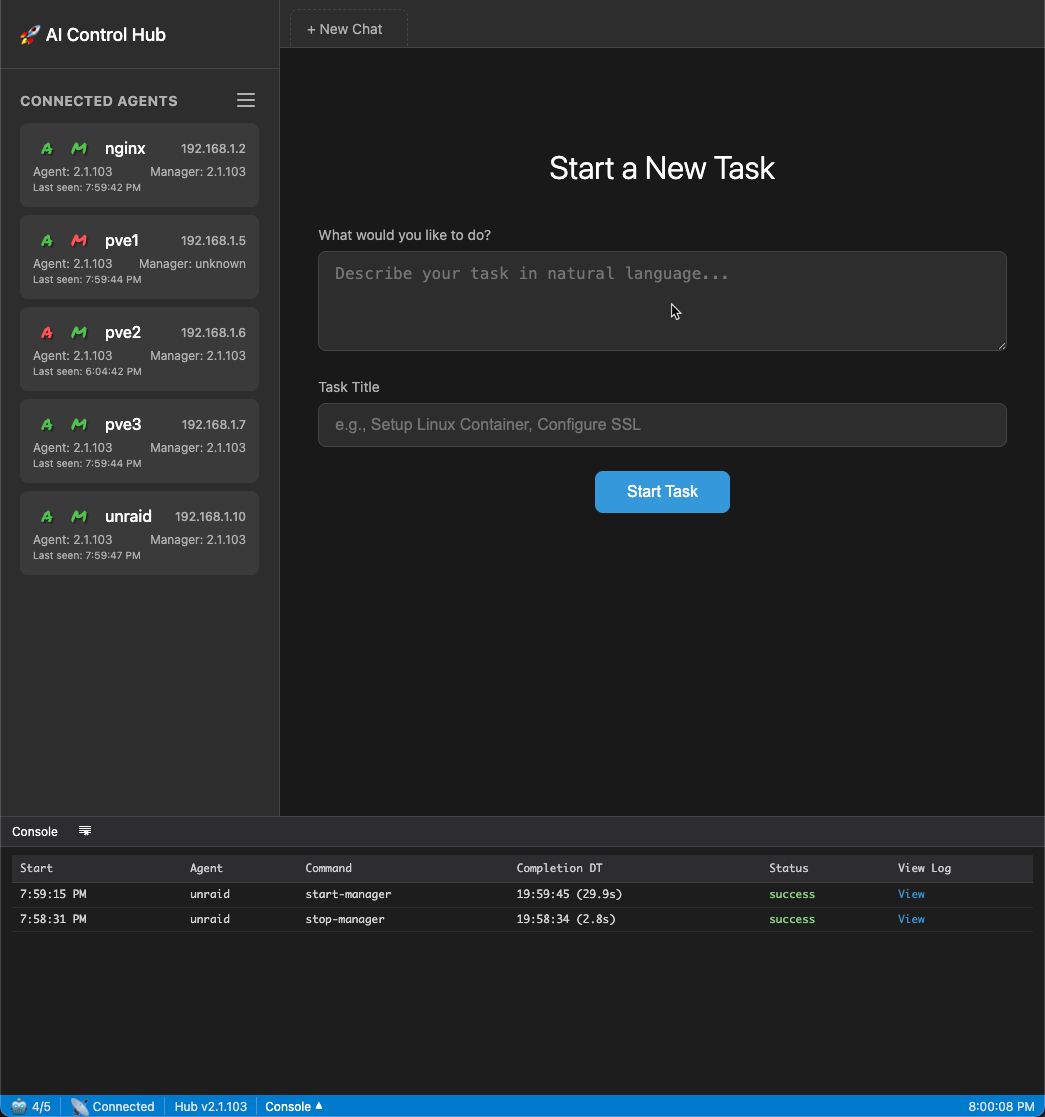 🚀 AI Control Hub
+ New Chat
CONNECTED AGENTS
A M nginx 192.168.1.2
Agent: 2.1.103 Manager: 2.1.103
Last seen: 7:59:42 PM
A M pve1 192.168.1.5
Agent: 2.1.103 Manager: unknown
Last seen: 7:59:44 PM
A M pve2 192.168.1.6
Agent: 2.1.103 Manager: 2.1.103
Last seen: 6:04:42 PM
A M pve3 192.168.1.7
Agent: 2.1.103 Manager: 2.1.103
Last seen: 7:59:44 PM
A M unraid 192.168.1.10
Agent: 2.1.103 Manager: 2.1.103
Last seen: 7:59:47 PM
Start a New Task
What would you like to do?
Describe your task in natural language...
Task Title
e.g., Setup Linux Container, Configure SSL
Start Task
Console
Start Agent Command Completion DT Status View Log
7:59:15 PM unraid start-manager 19:59:45 (29.9s) success View
7:58:31 PM unraid stop-manager 19:58:34 (2.8s) success View
4/5 Connected Hub v2.1.103 Console ▲ 8:00:08 PM